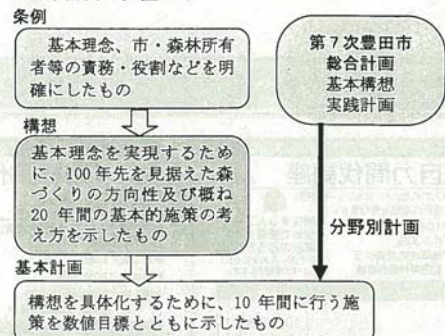 条例
基本理念、市・森林所有
者等の責務・役割などを明
確にしたもの
第7次豊田市
総合計画
基本構想
実践計画
構想
基本理念を実現するため
に、100年先を見据えた森
づくりの方向性及び概ね
20 年間の基本的施策の考
え方を示したもの
分野別計画
基本計画
構想を具体化するために、10 年間に行う施
策を数値目標とともに示したもの